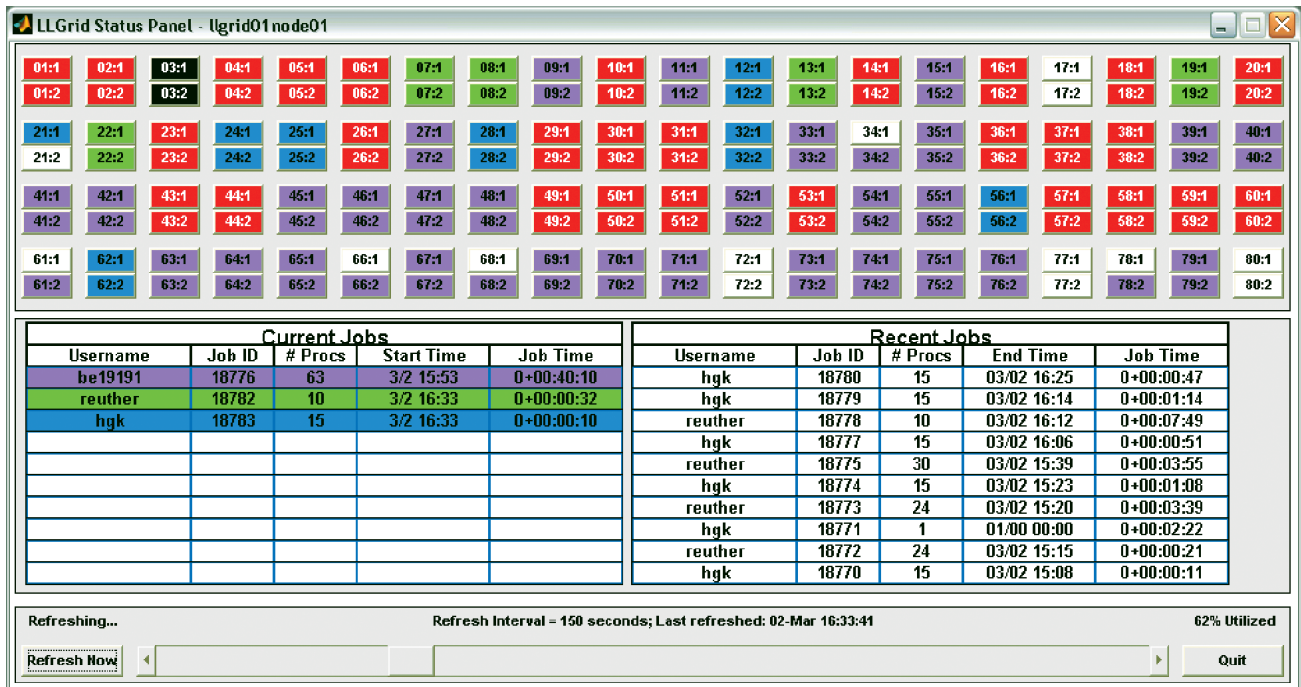 LLGrid Status Panel - llgrid01node01
01:1 02:1 03:1 04:1 05:1 06:1 07:1 08:1 09:1 10:1 11:1 12:1 13:1 14:1 15:1 16:1 17:1 18:1 19:1 20:1
01:2 02:2 03:2 04:2 05:2 06:2 07:2 08:2 09:2 10:2 11:2 12:2 13:2 14:2 15:2 16:2 17:2 18:2 19:2 20:2
21:1 22:1 23:1 24:1 25:1 26:1 27:1 28:1 29:1 30:1 31:1 32:1 33:1 34:1 35:1 36:1 37:1 38:1 39:1 40:1
21:2 22:2 23:2 24:2 25:2 26:2 27:2 28:2 29:2 30:2 31:2 32:2 33:2 34:2 35:2 36:2 37:2 38:2 39:2 40:2
41:1 42:1 43:1 44:1 45:1 46:1 47:1 48:1 49:1 50:1 51:1 52:1 53:1 54:1 55:1 56:1 57:1 58:1 59:1 60:1
41:2 42:2 43:2 44:2 45:2 46:2 47:2 48:2 49:2 50:2 51:2 52:2 53:2 54:2 55:2 56:2 57:2 58:2 59:2 60:2
61:1 62:1 63:1 64:1 65:1 66:1 67:1 68:1 69:1 70:1 71:1 72:1 73:1 74:1 75:1 76:1 77:1 78:1 79:1 80:1
61:2 62:2 63:2 64:2 65:2 66:2 67:2 68:2 69:2 70:2 71:2 72:2 73:2 74:2 75:2 76:2 77:2 78:2 79:2 80:2
Current Jobs
Username Job ID # Procs Start Time Job Time
be19191 18776 63 3/2 15:53 0+00:40:10
reuther 18782 10 3/2 16:33 0+00:00:32
hgk 18783 15 3/2 16:33 0+00:00:10
Recent Jobs
Username Job ID # Procs End Time Job Time
hgk 18780 15 03/02 16:25 0+00:00:47
hgk 18779 15 03/02 16:14 0+00:01:14
reuther 18778 10 03/02 16:12 0+00:07:49
hgk 18777 15 03/02 16:06 0+00:00:51
reuther 18775 30 03/02 15:39 0+00:03:55
hgk 18774 15 03/02 15:23 0+00:01:08
reuther 18773 24 03/02 15:20 0+00:03:39
hgk 18771 1 01/00 00:00 0+00:02:22
reuther 18772 24 03/02 15:15 0+00:00:21
hgk 18770 15 03/02 15:08 0+00:00:11
Refreshing... Refresh Interval = 150 seconds; Last refreshed: 02-Mar 16:33:41 62% Utilized
Refresh Now Quit